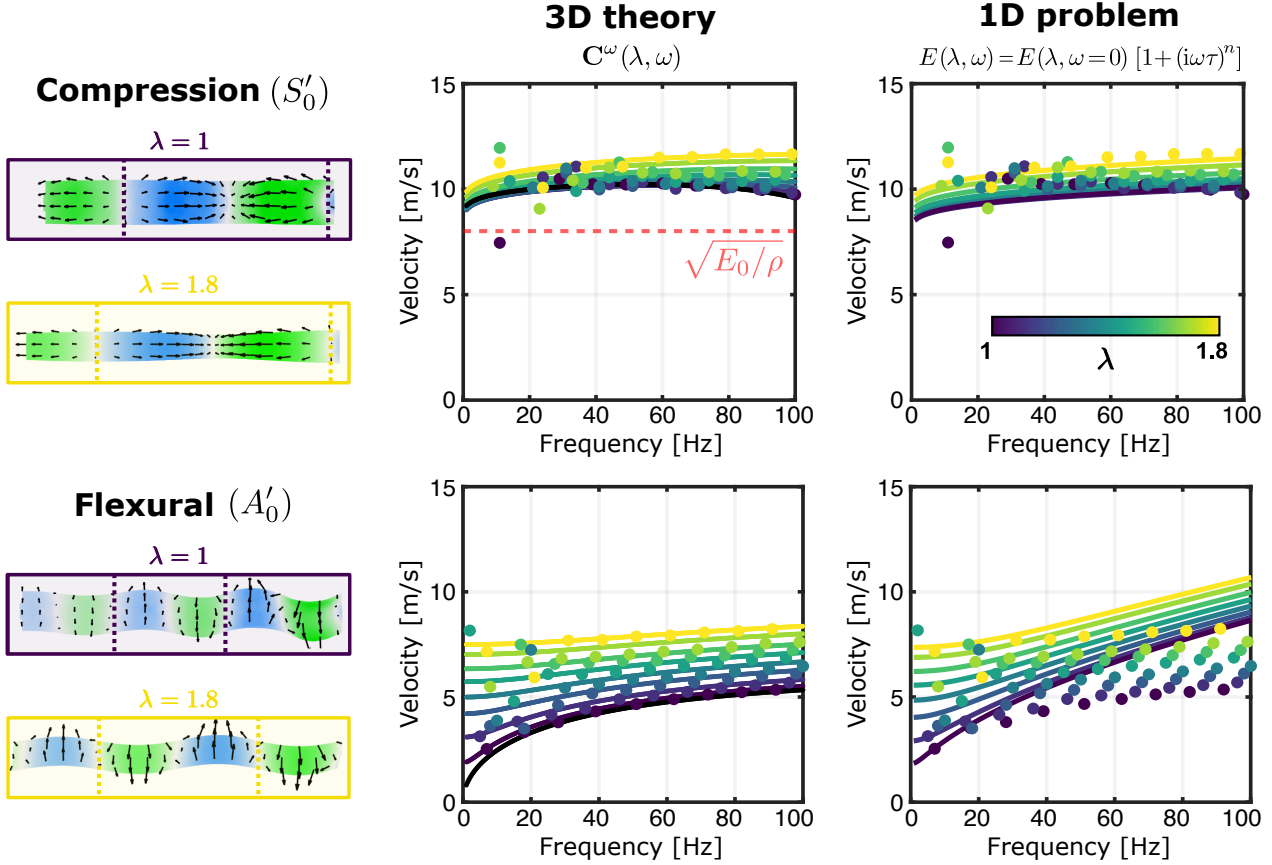 3D theory
1D problem
C^ω(λ, ω)
E(λ, ω) = E(λ, ω=0) [1+(iωτ)^n]
Compression (S′₀)
λ = 1
λ = 1.8
15
10
5
0
Velocity [m/s]
√E₀/ρ
0 20 40 60 80 100
Frequency [Hz]
15
10
5
0
Velocity [m/s]
1 1.8
λ
0 20 40 60 80 100
Frequency [Hz]
Flexural (A′₀)
λ = 1
λ = 1.8
15
10
5
0
Velocity [m/s]
0 20 40 60 80 100
Frequency [Hz]
15
10
5
0
Velocity [m/s]
0 20 40 60 80 100
Frequency [Hz]